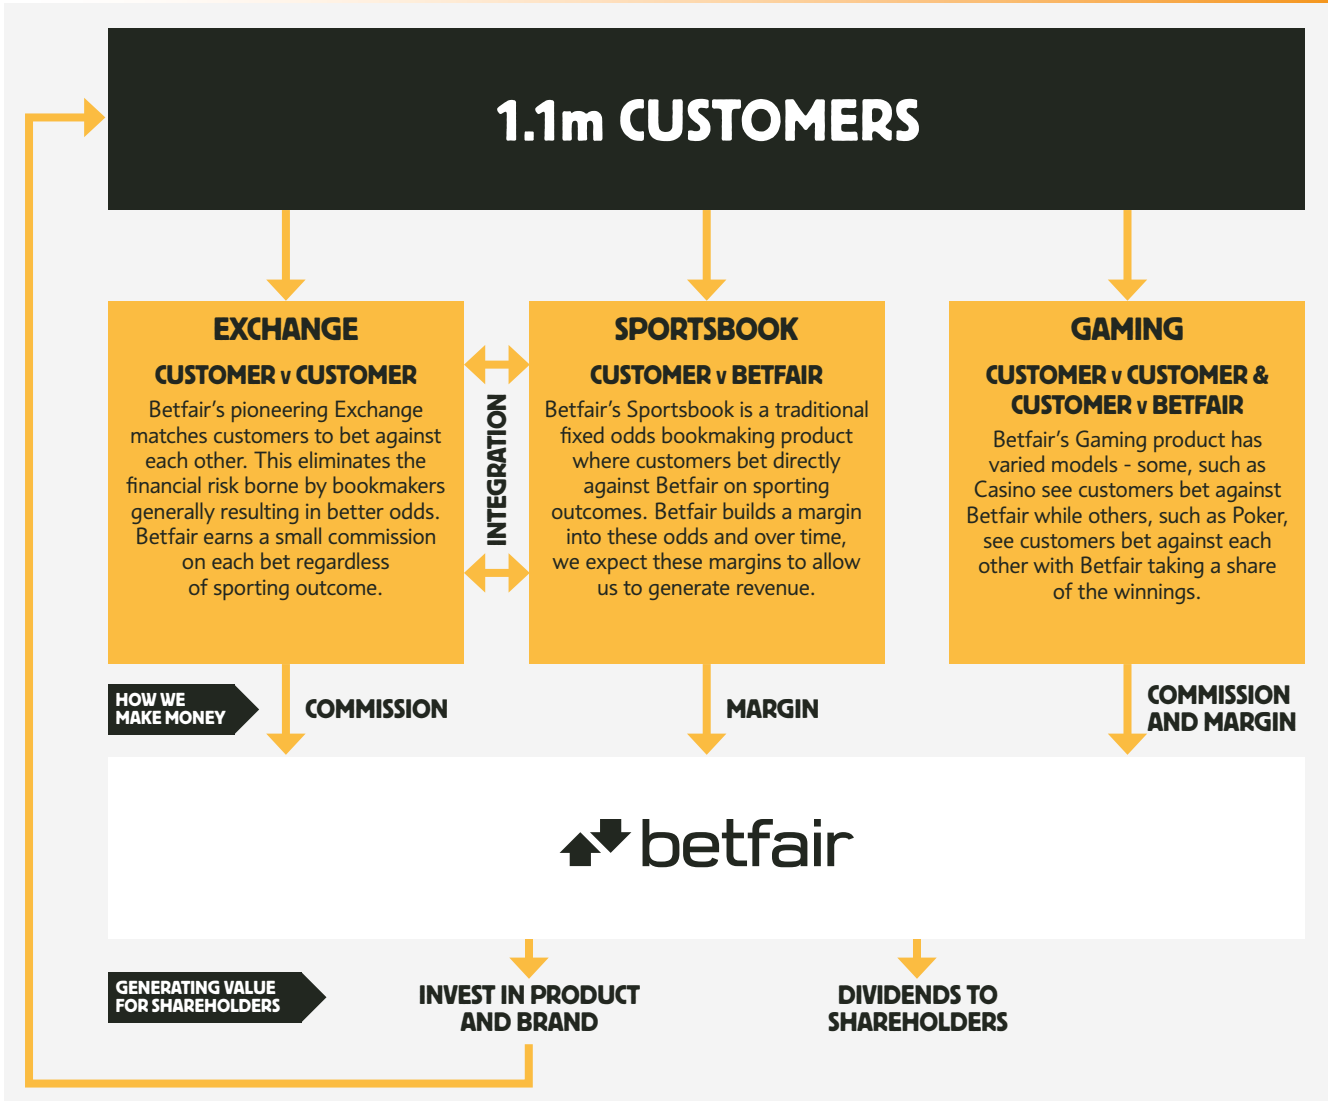 1.1m CUSTOMERS
EXCHANGE
CUSTOMER v CUSTOMER
Betfair's pioneering Exchange
matches customers to bet against
each other. This eliminates the
financial risk borne by bookmakers
generally resulting in better odds.
Betfair earns a small commission
on each bet regardless
of sporting outcome.
INTEGRATION
SPORTSBOOK
CUSTOMER v BETFAIR
Betfair's Sportsbook is a traditional
fixed odds bookmaking product
where customers bet directly
against Betfair on sporting
outcomes. Betfair builds a margin
into these odds and over time,
we expect these margins to allow
us to generate revenue.
GAMING
CUSTOMER v CUSTOMER &
CUSTOMER v BETFAIR
Betfair's Gaming product has
varied models - some, such as
Casino see customers bet against
Betfair while others, such as Poker,
see customers bet against each
other with Betfair taking a share
of the winnings.
HOW WE
MAKE MONEY
COMMISSION
MARGIN
COMMISSION
AND MARGIN
betfair
GENERATING VALUE
FOR SHAREHOLDERS
INVEST IN PRODUCT
AND BRAND
DIVIDENDS TO
SHAREHOLDERS